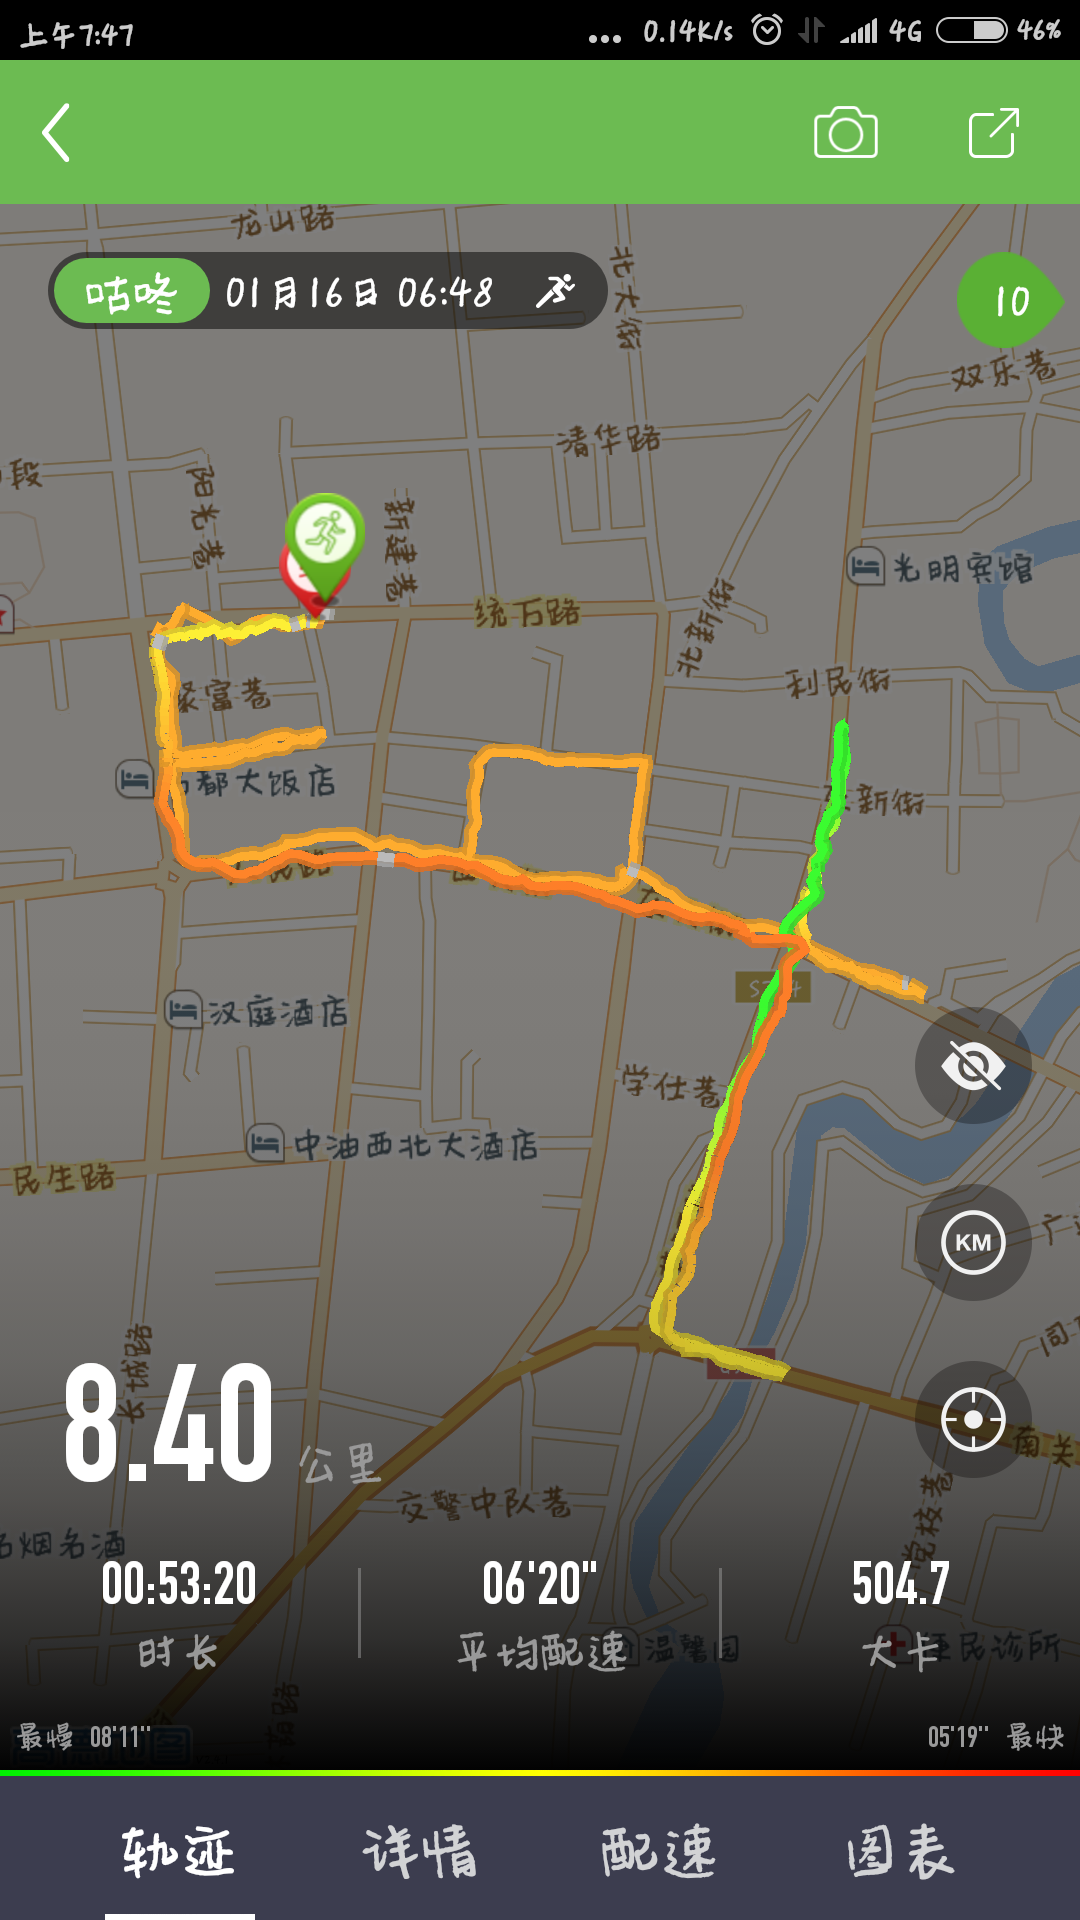 上午7:47
... 0.14K/s 4G 46%
龙山路
北大街
咕咚 01月16日 06:48
10
双乐巷
清华路
段
阳光巷
新建巷
光明宾馆
统万路
北新街
利民街
聚富巷
都大饭店
新街
汉庭酒店
学仕巷
中油西北大酒店
民生路
KM
长城路
8.40 公里
南关
交警中队巷
党校巷
烟名酒
00:53:20
时长
06'20"
平均配速
504.7
大卡
温馨园
民诊所
最慢 08'11"
05'19" 最快
轨迹 详情 配速 图表